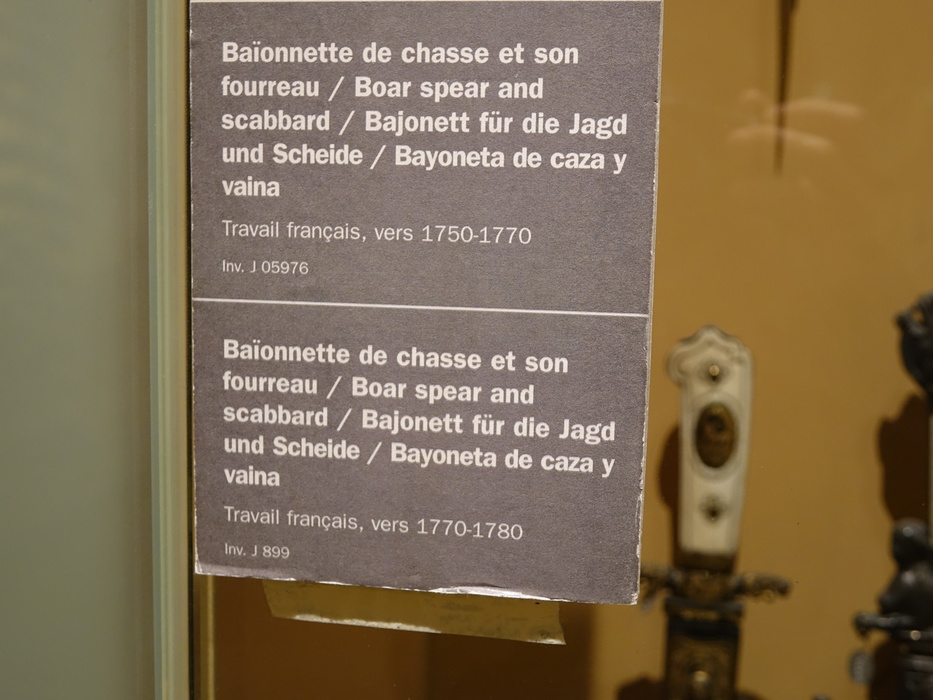 Baïonnette de chasse et son
fourreau / Boar spear and
scabbard / Bajonett für die Jagd
und Scheide / Bayoneta de caza y
vaina
Travail français, vers 1750-1770
Inv. J 05976
Baïonnette de chasse et son
fourreau / Boar spear and
scabbard / Bajonett für die Jagd
und Scheide / Bayoneta de caza y
vaina
Travail français, vers 1770-1780
Inv. J 899